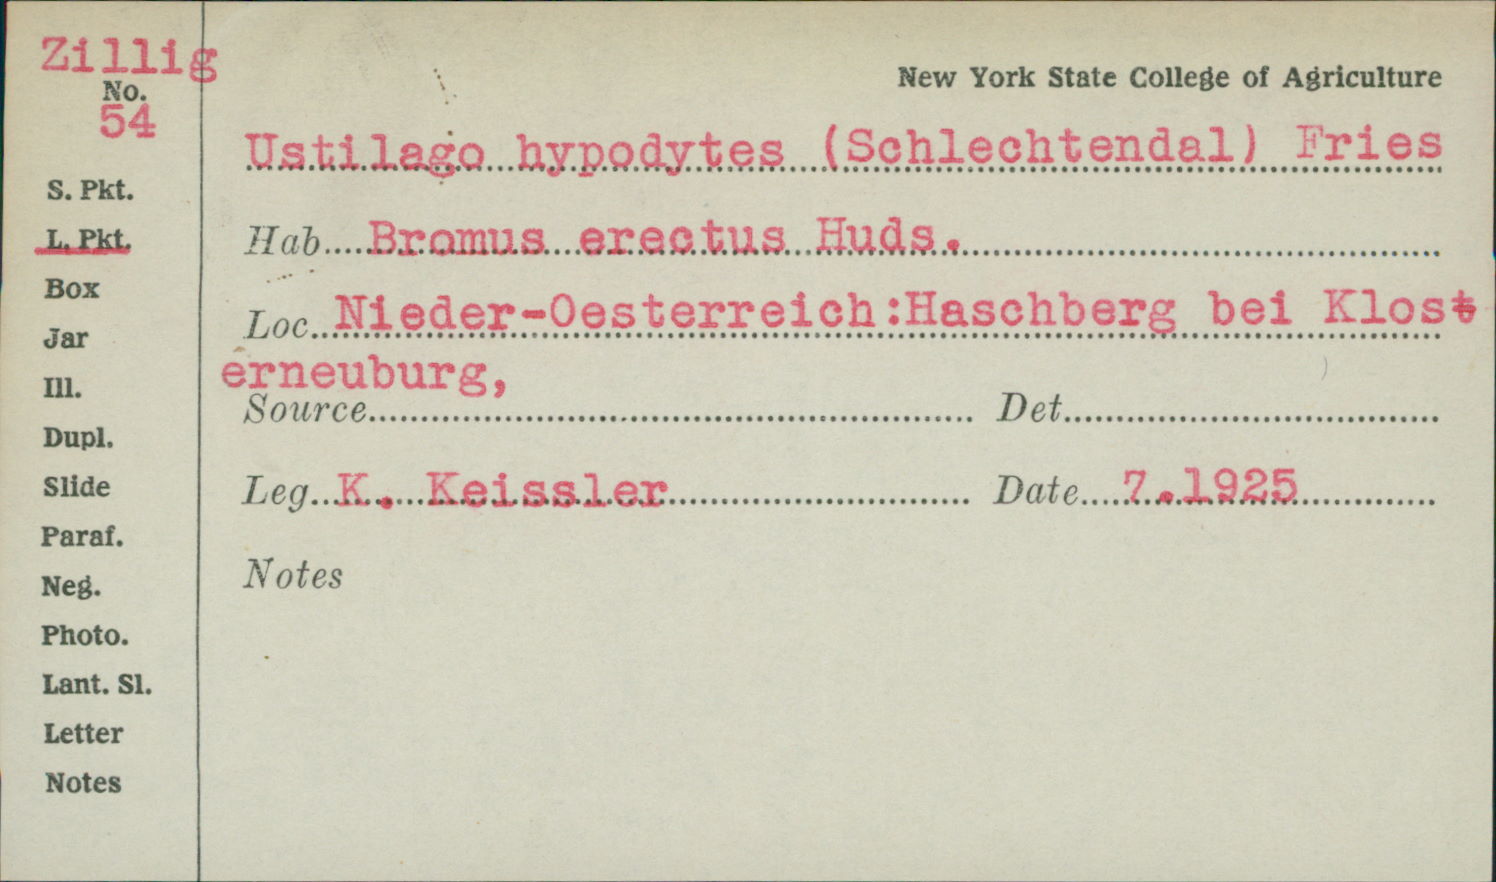 Zillig
No.
54
S. Pkt.
L. Pkt.
Box
Jar
Ill.
Dupl.
Slide
Paraf.
Neg.
Photo.
Lant. Sl.
Letter
Notes
New York State College of Agriculture
Ustilago hypodytes (Schlechtendal) Fries
Hab....Bromus erectus Huds.
Loc..Nieder-Oesterreich:Haschberg bei Klost
erneuburg,
Source Det
Leg..K. Keissler Date....7.1925
Notes